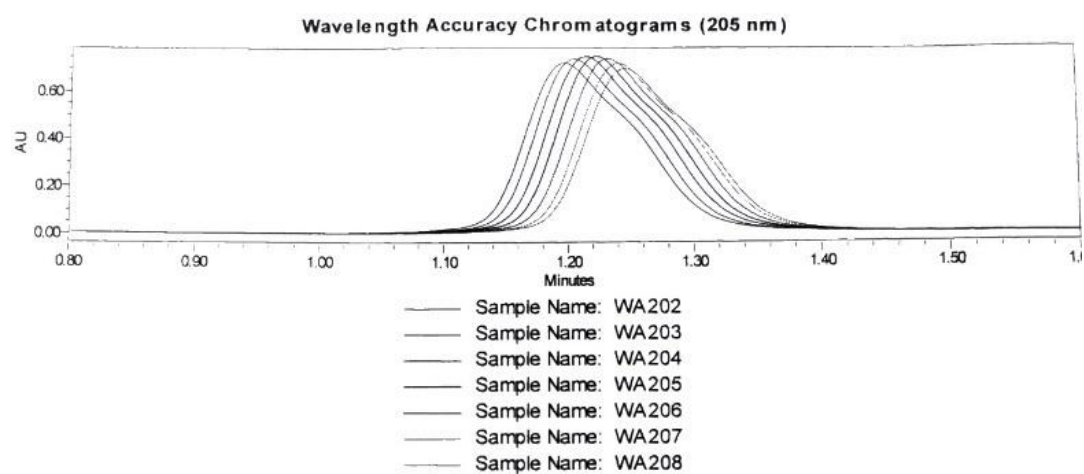 Wavelength Accuracy Chromatograms (205 nm)
AU
0.60
0.40
0.20
0.00
0.80 0.90 1.00 1.10 1.20 1.30 1.40 1.50
Minutes
Sample Name: WA202
Sample Name: WA203
Sample Name: WA204
Sample Name: WA205
Sample Name: WA206
Sample Name: WA207
Sample Name: WA208